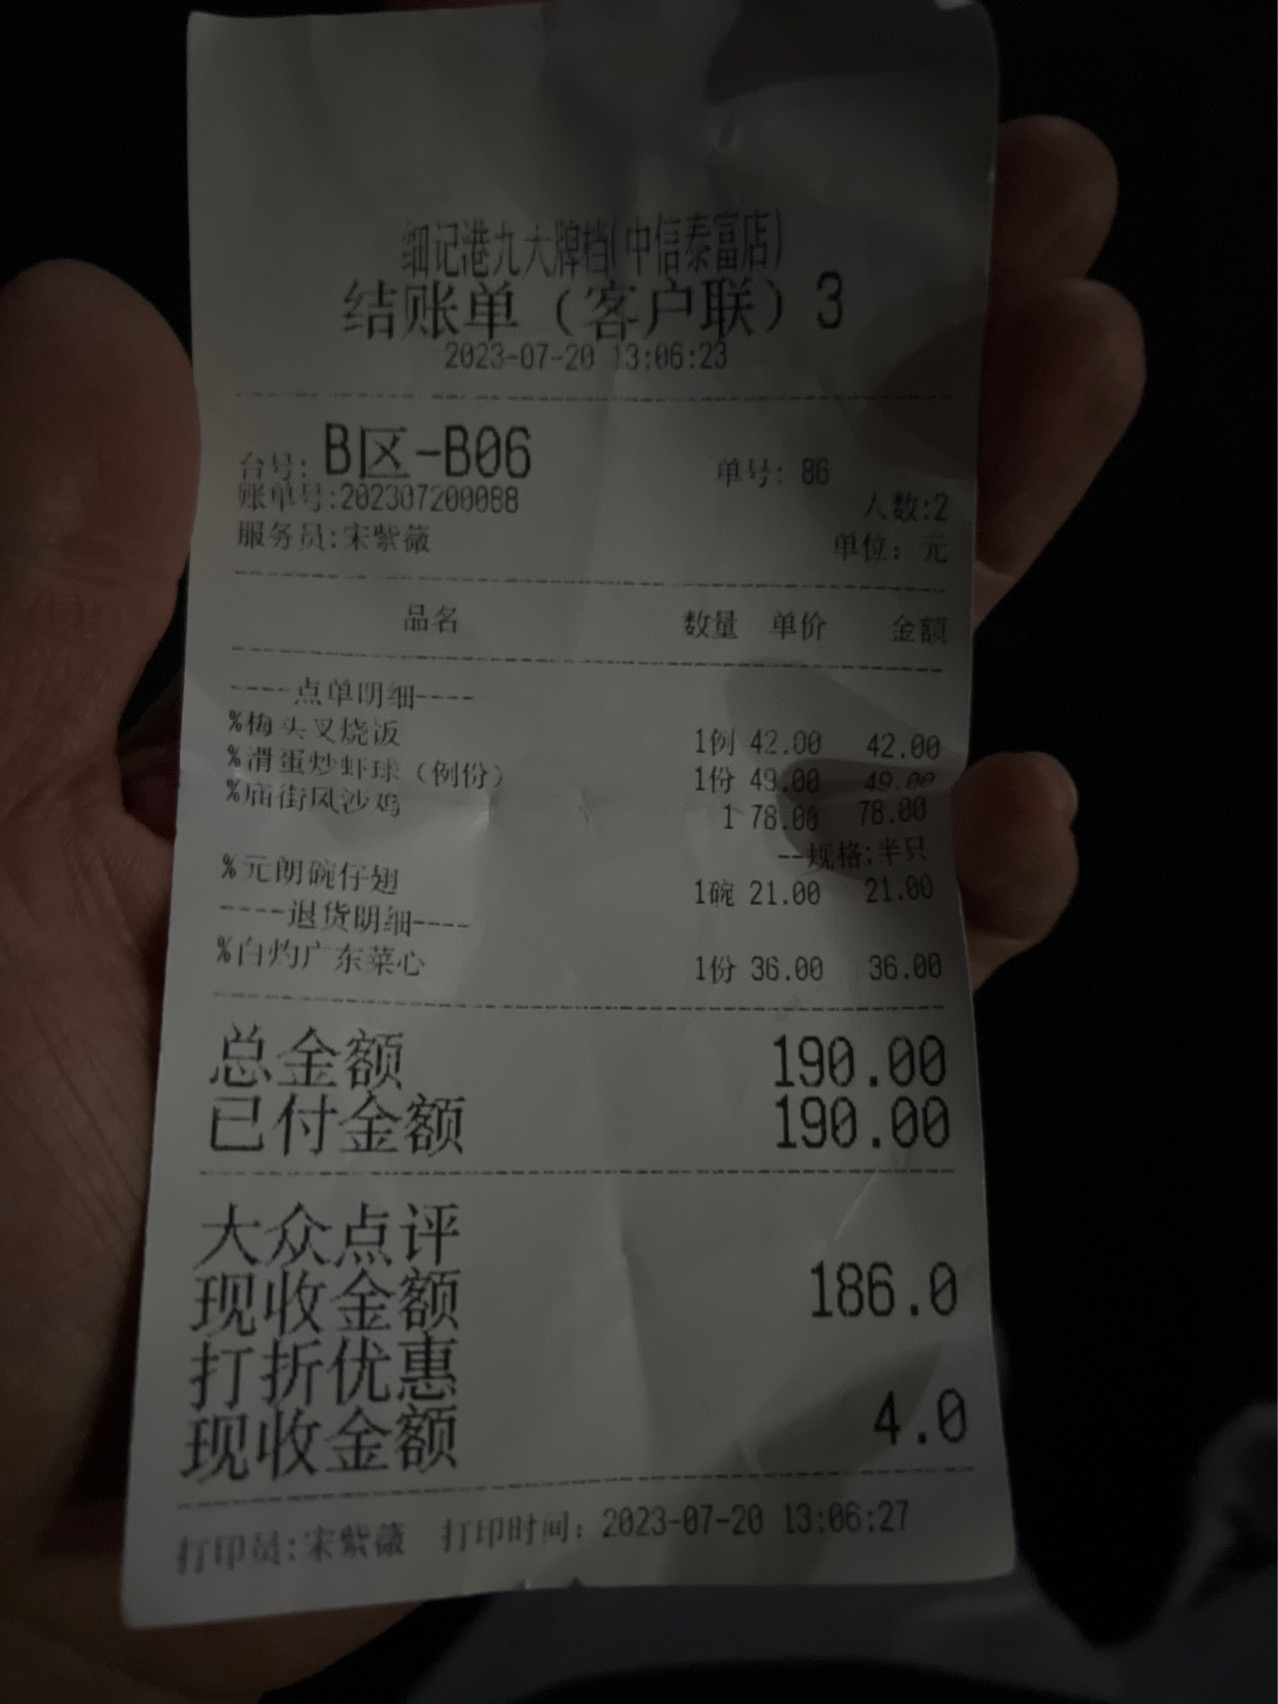 细记港九大牌档(中信泰富店)
结账单（客户联）3
2023-07-20 13:06:23
台号: B区-B06 单号: 86
账单号:202307200088 人数:2
服务员:宋紫薇 单位: 元
品名 数量 单价 金额
----点单明细----
%梅头叉烧饭 1例 42.00 42.00
%滑蛋炒虾球（例份） 1份 49.00 49.00
%庙街风沙鸡 1 78.00 78.00
--规格:半只
%元朗碗仔翅 1碗 21.00 21.00
----退货明细----
%白灼广东菜心 1份 36.00 36.00
总金额 190.00
已付金额 190.00
大众点评
现收金额 186.0
打折优惠
现收金额 4.0
打印员:宋紫薇 打印时间: 2023-07-20 13:06:27